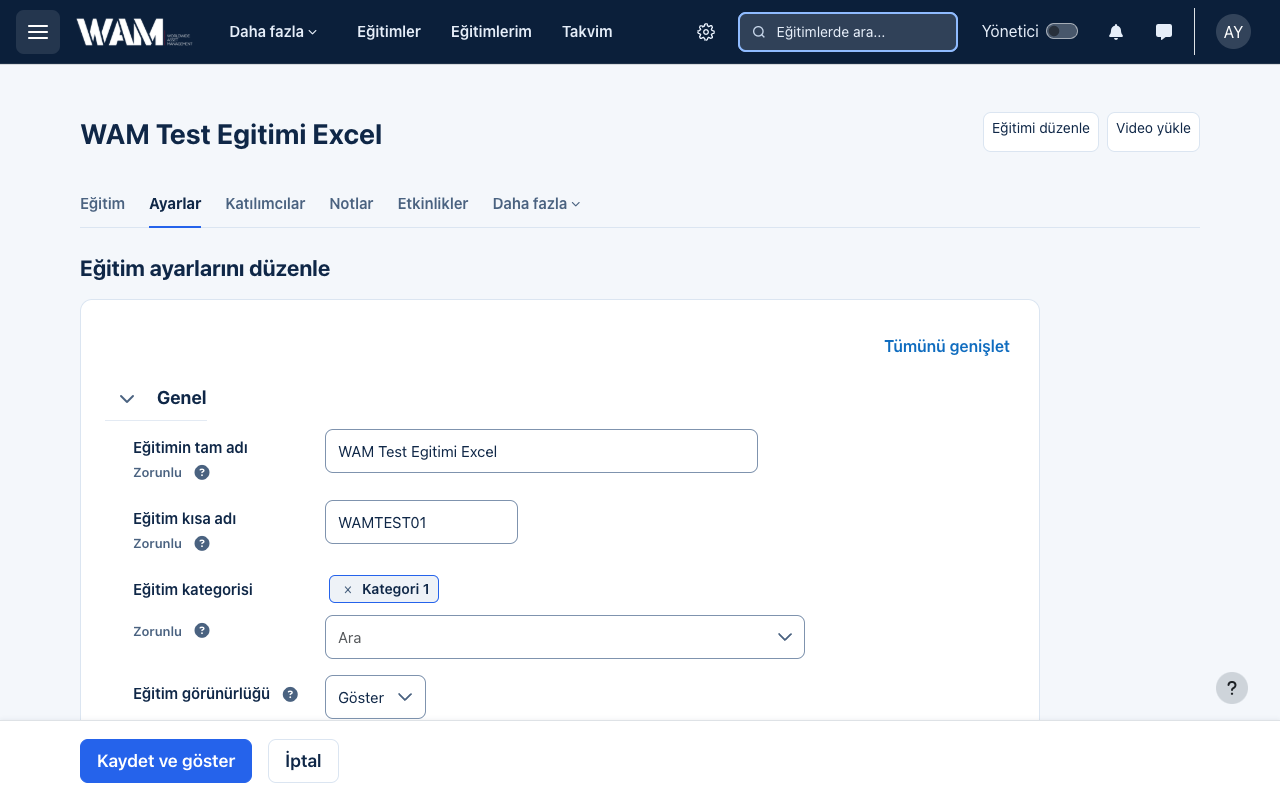 WAM WORLDWIDE ASSET MANAGEMENT
Daha fazla Eğitimler Eğitimlerim Takvim Eğitimlerde ara... Yönetici AY
WAM Test Egitimi Excel
Eğitimi düzenle Video yükle
Eğitim Ayarlar Katılımcılar Notlar Etkinlikler Daha fazla
Eğitim ayarlarını düzenle
Tümünü genişlet
Genel
Eğitimin tam adı
Zorunlu ?
WAM Test Egitimi Excel
Eğitim kısa adı
Zorunlu ?
WAMTEST01
Eğitim kategorisi
Zorunlu ?
× Kategori 1
Ara
Eğitim görünürlüğü ?
Göster
?
Kaydet ve göster İptal